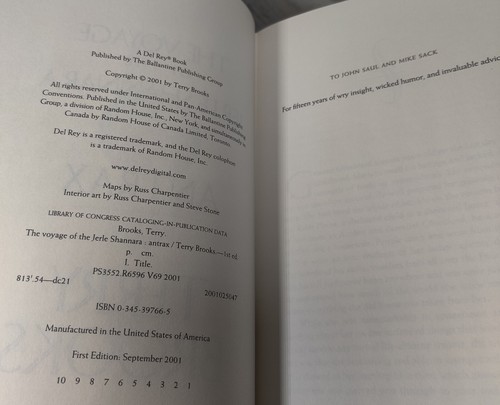 A Del Rey® Book
Published by The Ballantine Publishing Group
Copyright © 2001 by Terry Brooks
All rights reserved under International and Pan-American Copyright
Conventions. Published in the United States by The Ballantine Publishing
Group, a division of Random House, Inc., New York, and simultaneously in
Canada by Random House of Canada Limited, Toronto.
Del Rey is a registered trademark, and the Del Rey colophon
is a trademark of Random House, Inc.
www.delreydigital.com
Maps by Russ Charpentier
Interior art by Russ Charpentier and Steve Stone
LIBRARY OF CONGRESS CATALOGING-IN-PUBLICATION DATA
Brooks, Terry.
The voyage of the Jerle Shannara : antrax / Terry Brooks — 1st ed.
p. cm.
I. Title.
PS3552.R6596 V69 2001
813'.54—dc21 2001025047
ISBN 0-345-39766-5
Manufactured in the United States of America
First Edition: September 2001
10 9 8 7 6 5 4 3 2 1
TO JOHN SAUL AND MIKE SACK
For fifteen years of wry insight, wicked humor, and invaluable advic